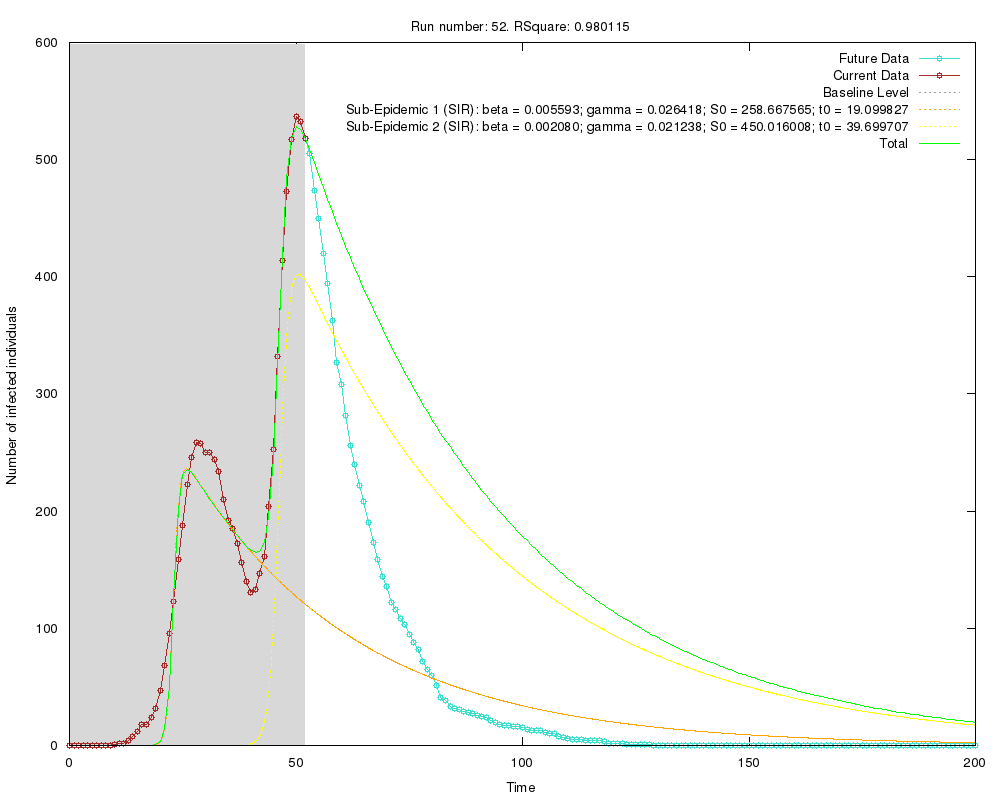 Run number: 52. RSquare: 0.980115
600
500
400
300
200
100
0
Number of infected individuals
Future Data
Current Data
Baseline Level
Sub-Epidemic 1 (SIR): beta = 0.005593; gamma = 0.026418; S0 = 258.667565; t0 = 19.099827
Sub-Epidemic 2 (SIR): beta = 0.002080; gamma = 0.021238; S0 = 450.016008; t0 = 39.699707
Total
0 50 100 150 200
Time